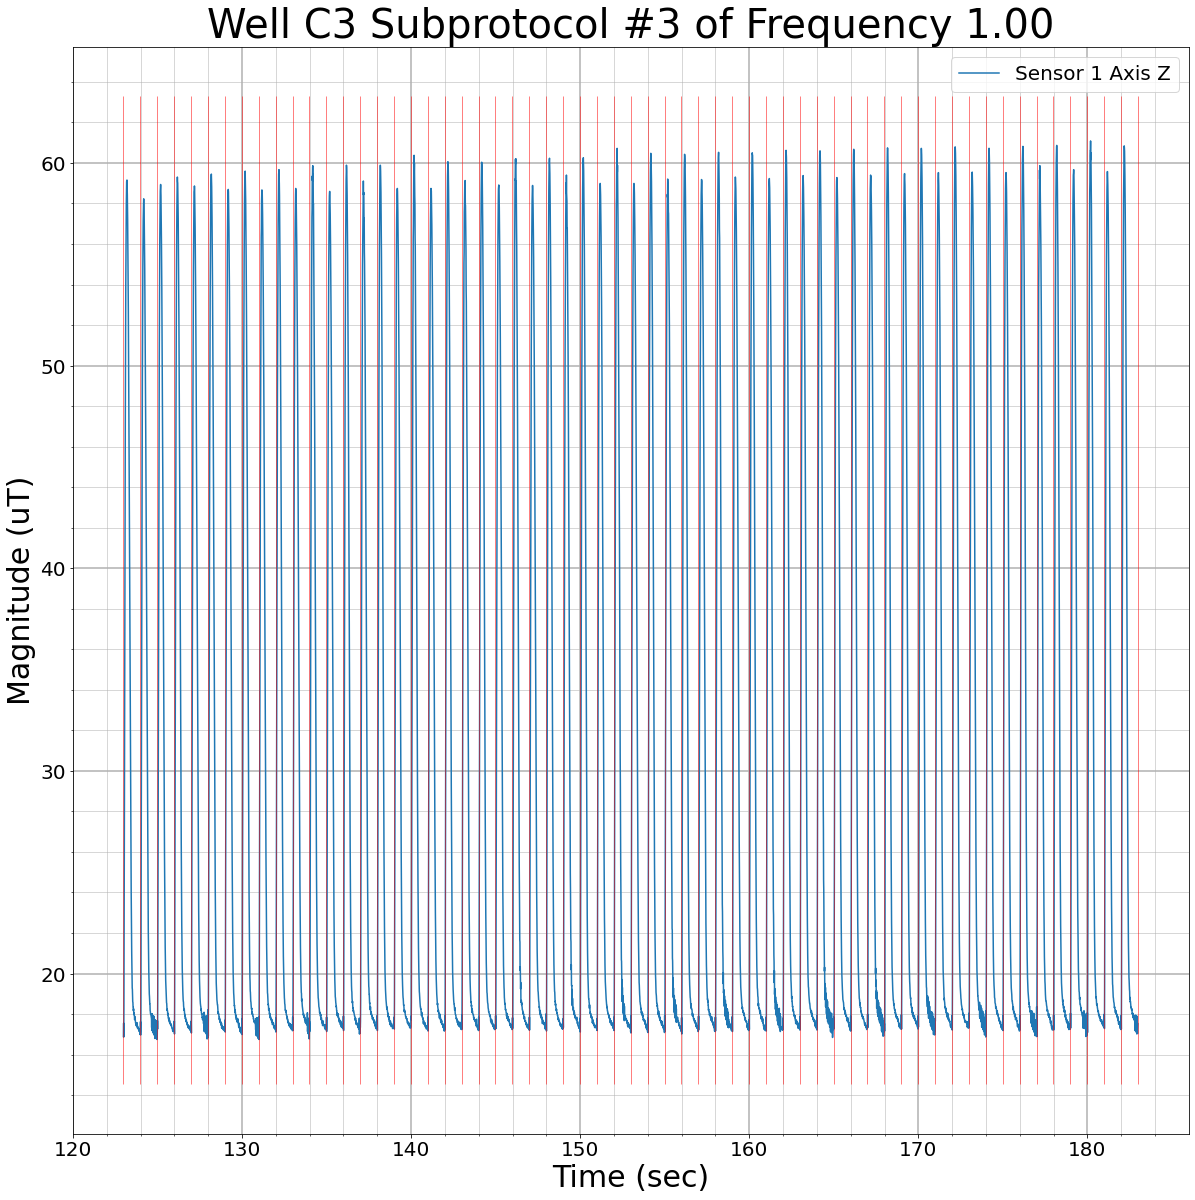 Well C3 Subprotocol #3 of Frequency 1.00
Sensor 1 Axis Z
60
50
40
30
20
Magnitude (uT)
120 130 140 150 160 170 180
Time (sec)